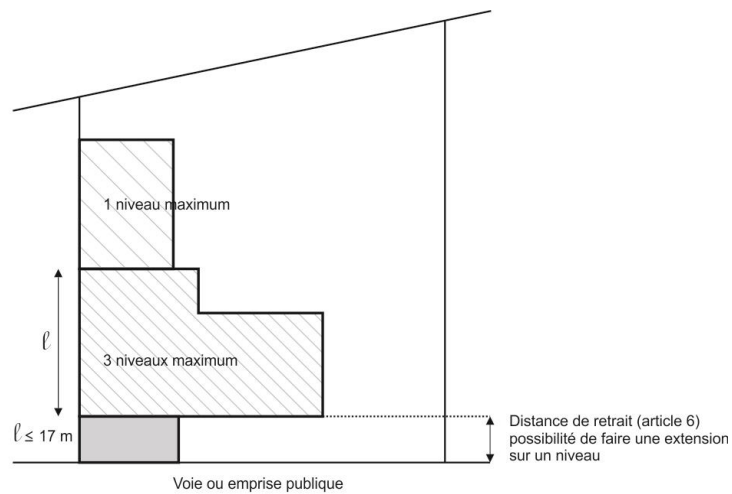 1 niveau maximum
ℓ
3 niveaux maximum
ℓ ≤ 17 m
Distance de retrait (article 6)
possibilité de faire une extension
sur un niveau
Voie ou emprise publique